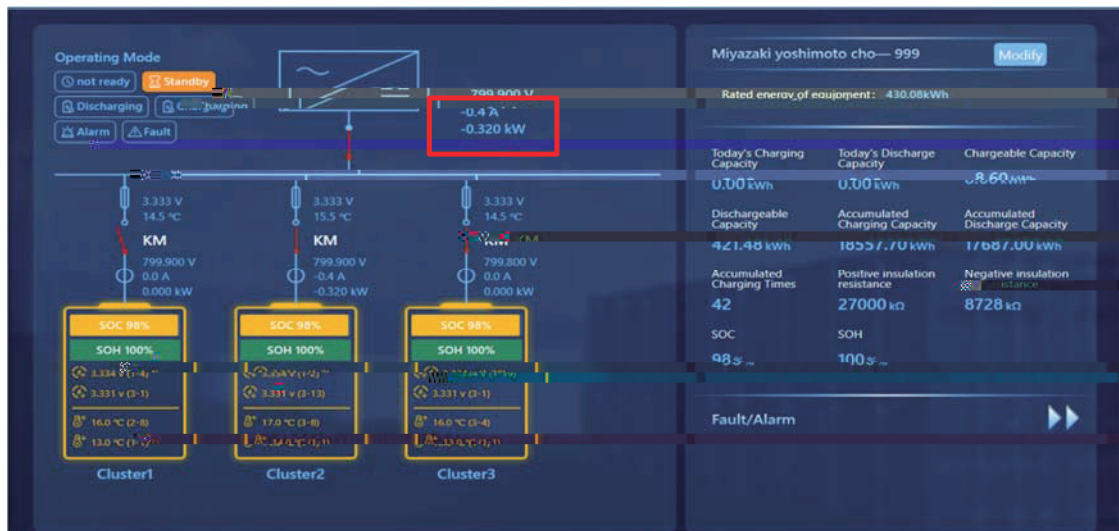 Operating Mode
not ready
Standby
Discharging
Charging
Alarm
Fault
799.900 V
-0.4 A
-0.320 kW
3.333 V
14.5 ℃
KM
799.900 V
0.0 A
0.000 kW
SOC 98%
SOH 100%
3.331 v (3-1)
16.0 ℃ (2-8)
Cluster1
3.333 V
15.5 ℃
KM
799.900 V
-0.4 A
-0.320 kW
SOC 98%
SOH 100%
3.331 v (3-13)
17.0 ℃ (3-8)
Cluster2
3.333 V
14.5 ℃
KM
799.800 V
0.0 A
0.000 kW
SOC 98%
SOH 100%
3.331 v (3-1)
16.0 ℃ (3-4)
Cluster3
Miyazaki yoshimoto cho— 999
Modify
Rated energy of equipment: 430.08kWh
Today's Charging Capacity
0.00 kWh
Today's Discharge Capacity
0.00 kWh
Chargeable Capacity
Dischargeable Capacity
421.48 kWh
Accumulated Charging Capacity
18557.70 kWh
Accumulated Discharge Capacity
17687.00 kWh
Accumulated Charging Times
42
Positive insulation resistance
27000 kΩ
Negative insulation
8728 kΩ
SOC
98
SOH
100
Fault/Alarm